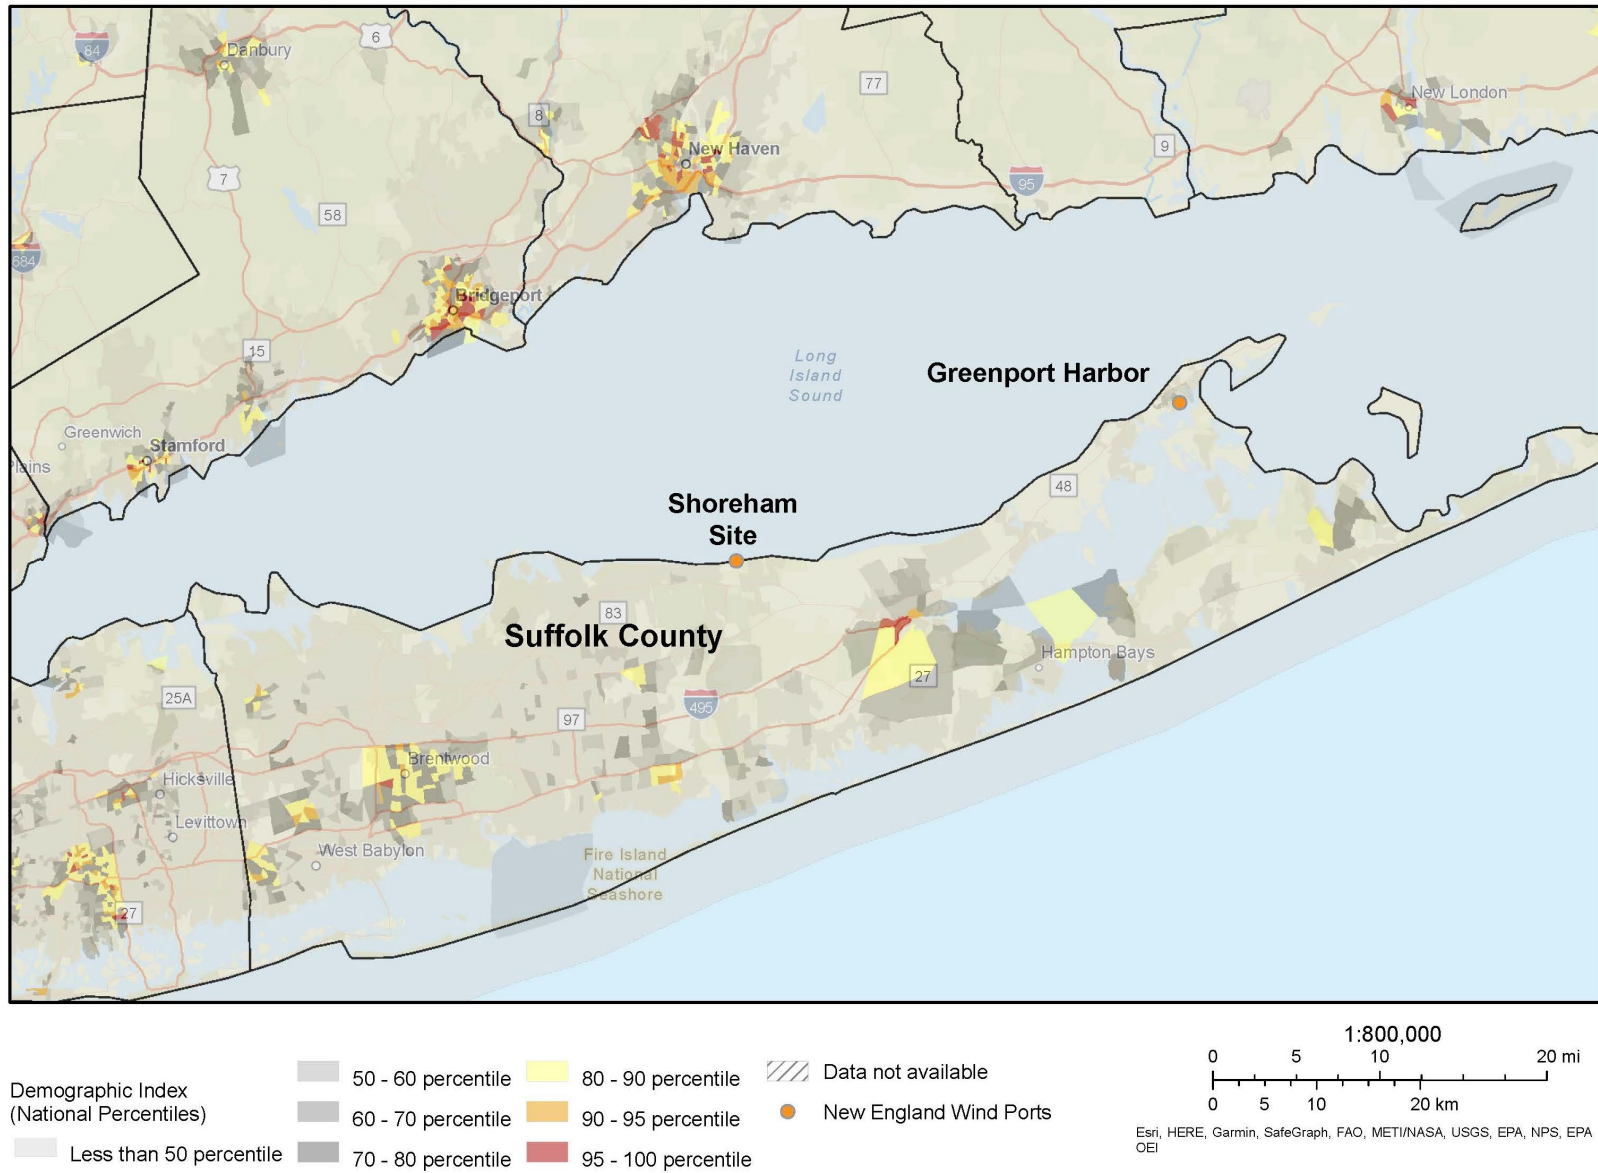 84
Danbury
6
77
New London
8
New Haven
9
7
95
58
684
Bridgeport
15
Long
Island
Sound
Greenport Harbor
Greenwich
Stamford
Plains
48
Shoreham
Site
83
Suffolk County
Hampton Bays
27
25A
495
97
Brentwood
Hicksville
Levittown
West Babylon
Fire Island
National
Seashore
27
Demographic Index
(National Percentiles)
Less than 50 percentile
50 - 60 percentile
60 - 70 percentile
70 - 80 percentile
80 - 90 percentile
90 - 95 percentile
95 - 100 percentile
Data not available
New England Wind Ports
1:800,000
0 5 10 20 mi
0 5 10 20 km
Esri, HERE, Garmin, SafeGraph, FAO, METI/NASA, USGS, EPA, NPS, EPA
OEI